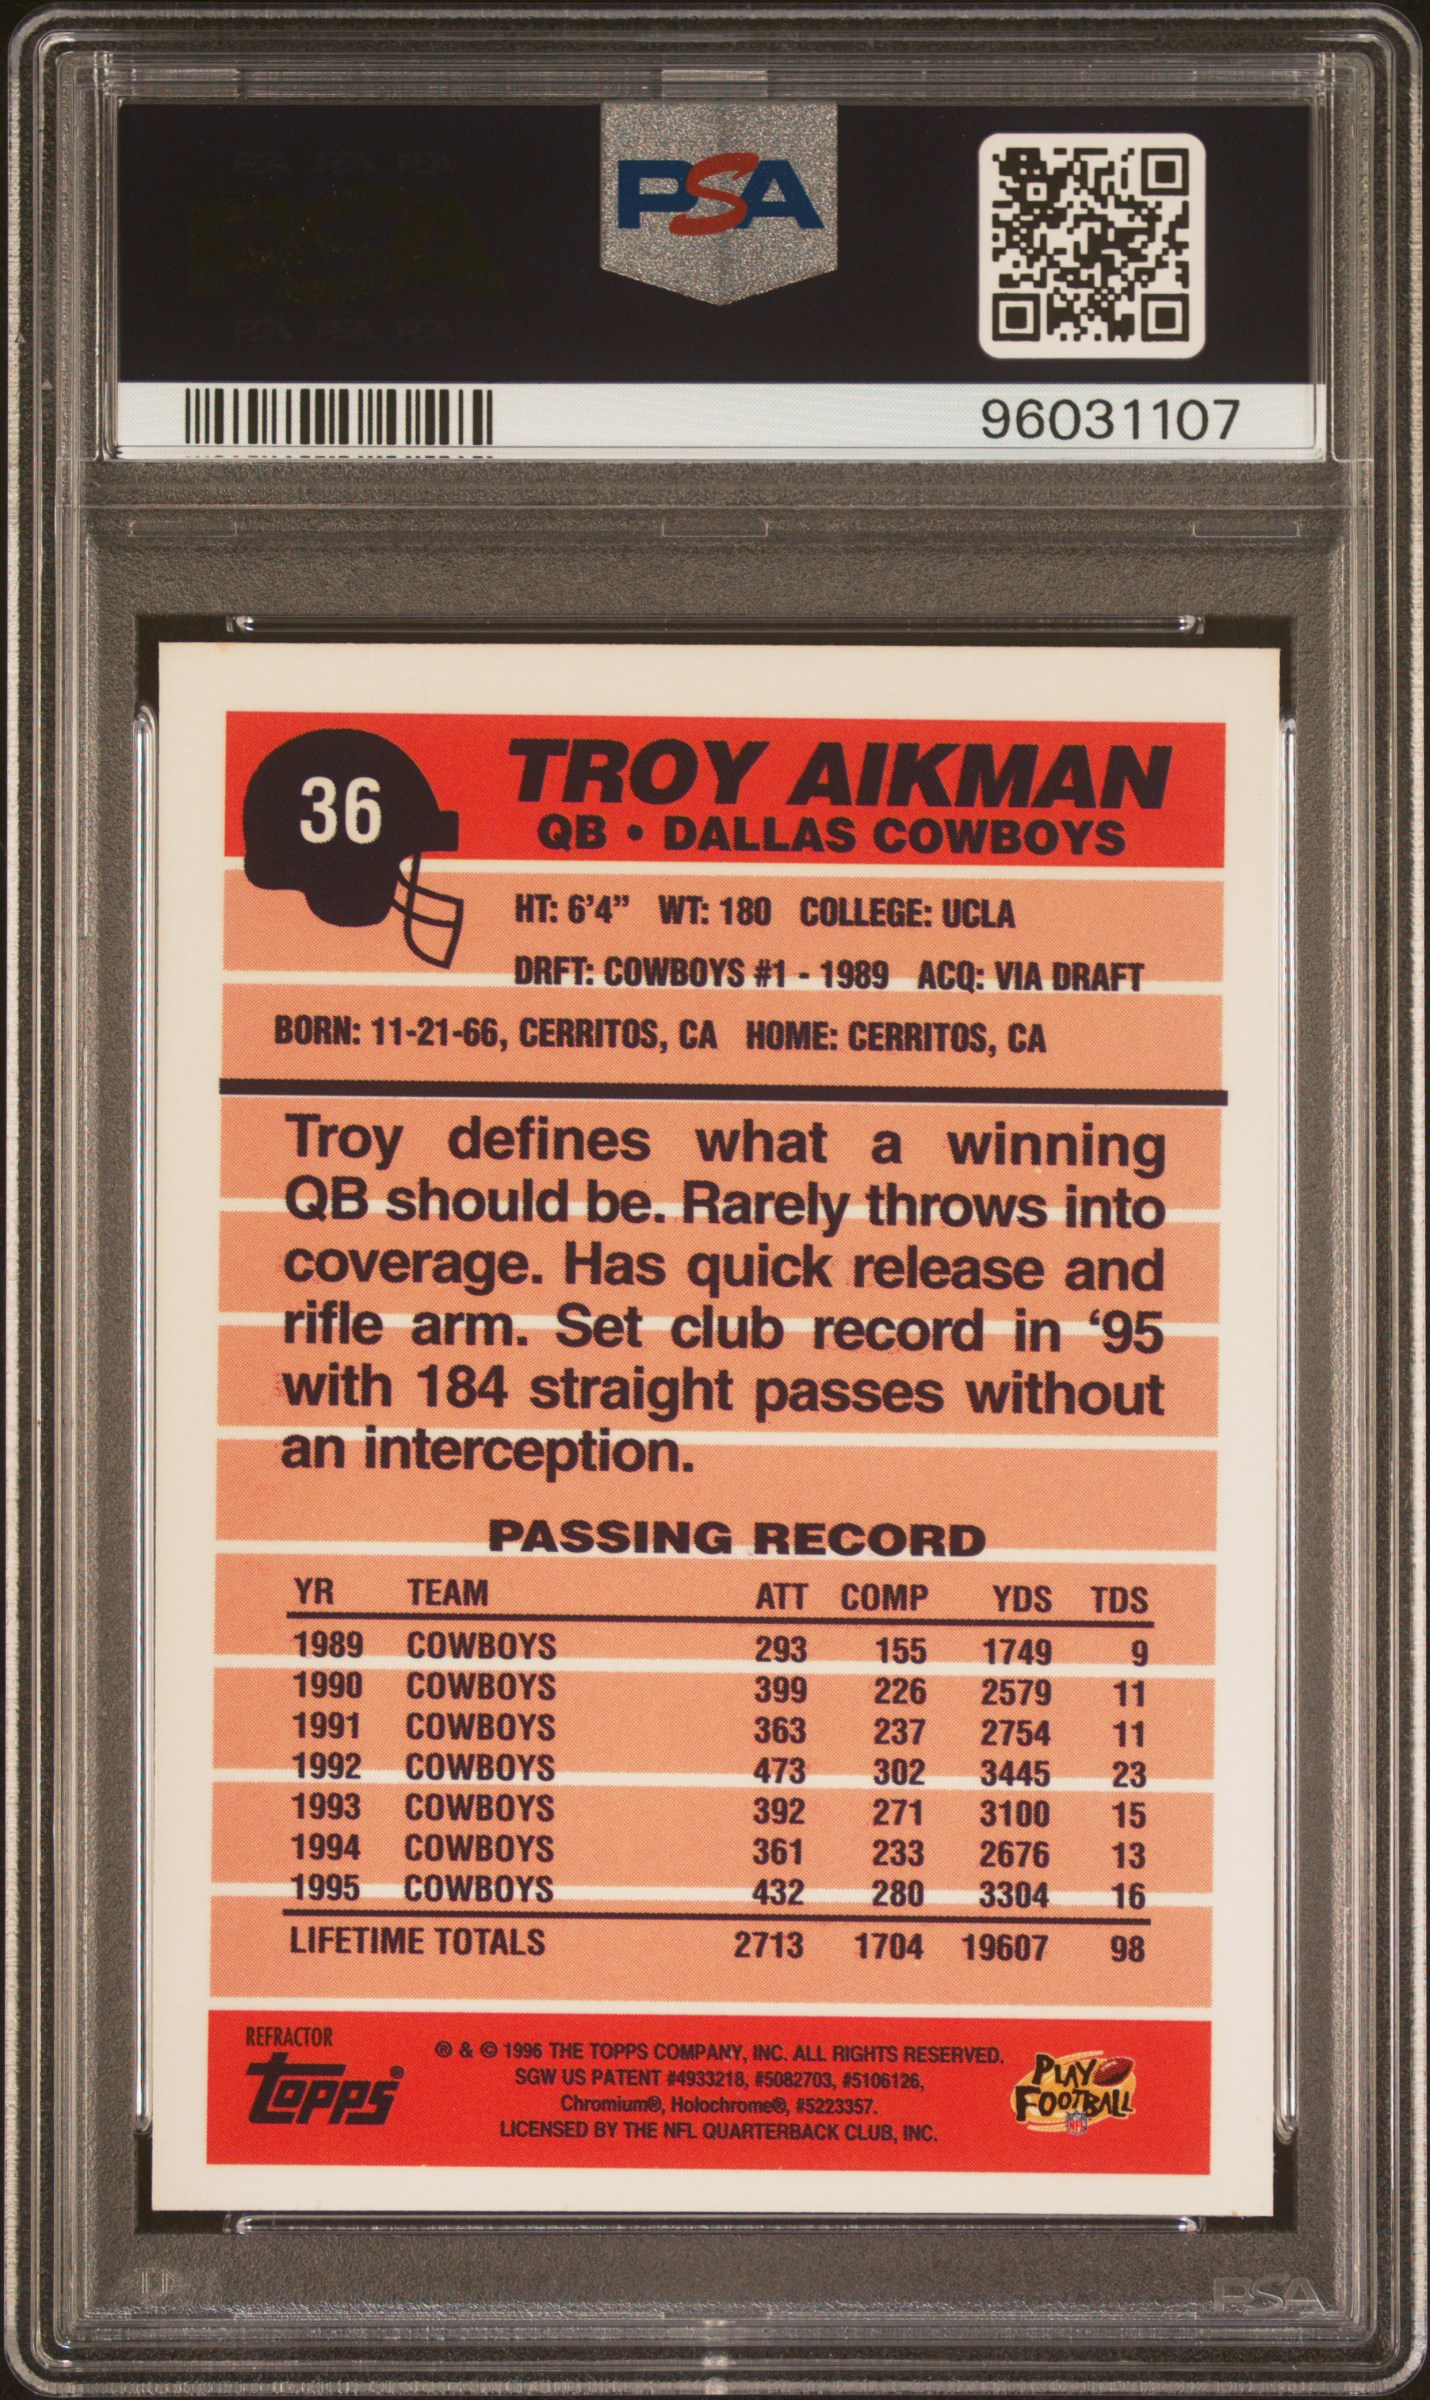 PSA
96031107
36
TROY AIKMAN
QB • DALLAS COWBOYS
HT: 6'4" WT: 180 COLLEGE: UCLA
DRFT: COWBOYS #1 - 1989 ACQ: VIA DRAFT
BORN: 11-21-66, CERRITOS, CA HOME: CERRITOS, CA
Troy defines what a winning
QB should be. Rarely throws into
coverage. Has quick release and
rifle arm. Set club record in ‘95
with 184 straight passes without
an interception.
PASSING RECORD
YR TEAM ATT COMP YDS TDS
1989 COWBOYS 293 155 1749 9
1990 COWBOYS 399 226 2579 11
1991 COWBOYS 363 237 2754 11
1992 COWBOYS 473 302 3445 23
1993 COWBOYS 392 271 3100 15
1994 COWBOYS 361 233 2676 13
1995 COWBOYS 432 280 3304 16
LIFETIME TOTALS 2713 1704 19607 98
REFRACTOR
TOPPS®
® & © 1996 THE TOPPS COMPANY, INC. ALL RIGHTS RESERVED.
SGW US PATENT #4933218, #5082703, #5106126,
Chromium®, Holochrome®, #5223357.
LICENSED BY THE NFL QUARTERBACK CLUB, INC.
PLAY
FOOTBALL
NFL
PSA